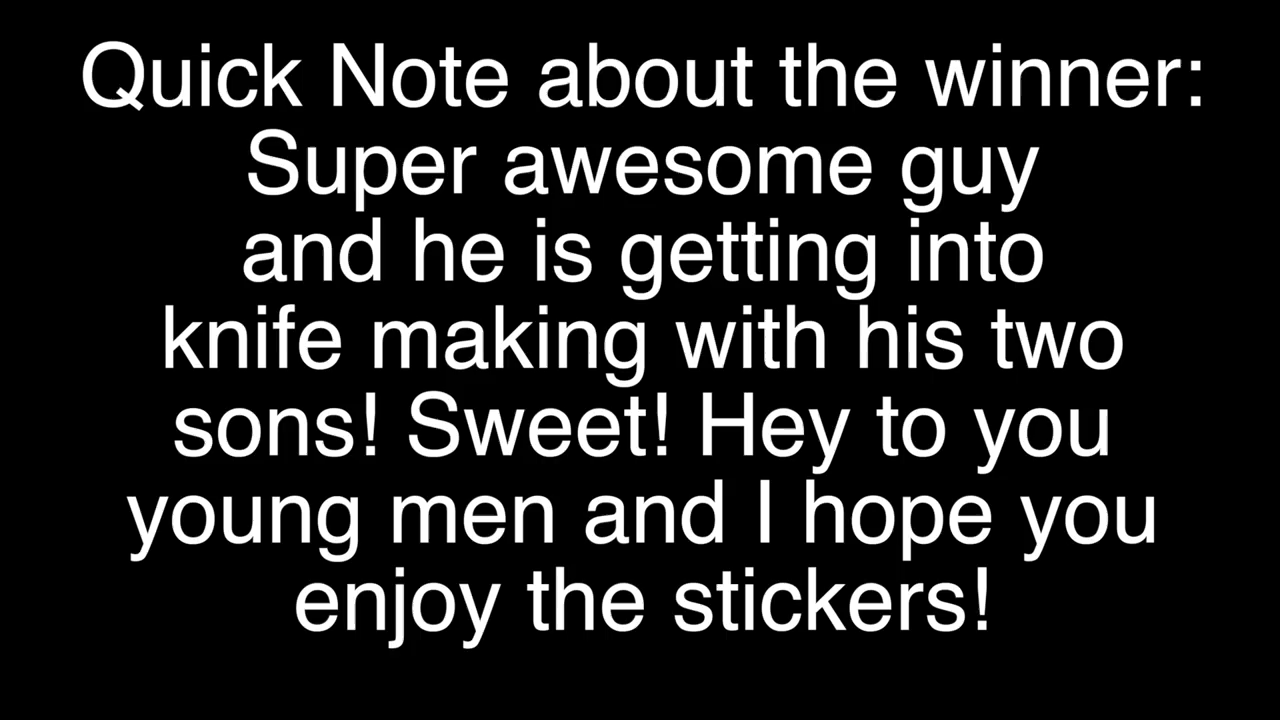 Quick Note about the winner:
Super awesome guy
and he is getting into
knife making with his two
sons! Sweet! Hey to you
young men and I hope you
enjoy the stickers!